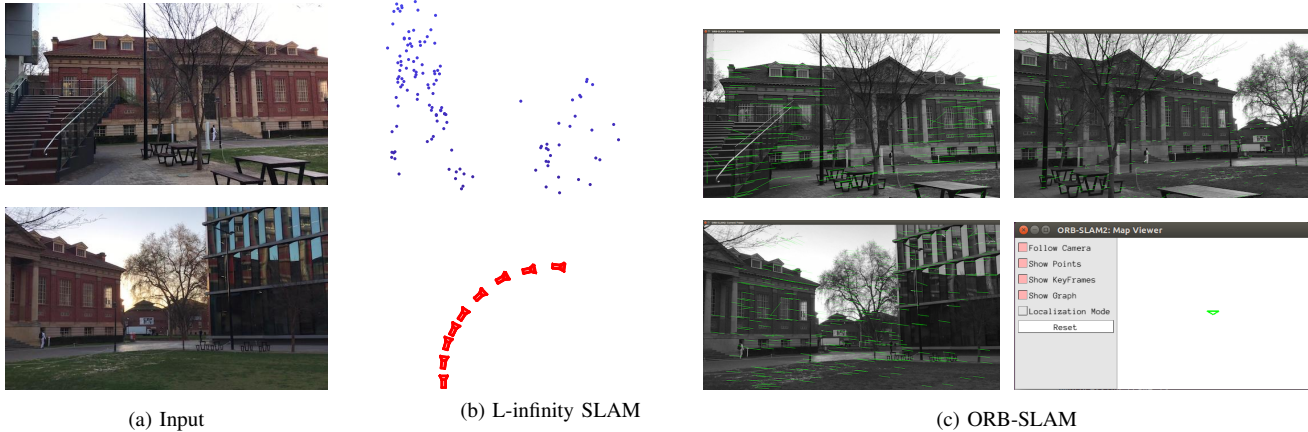 ORB-SLAM2: Map Viewer
Follow Camera
Show Points
Show KeyFrames
Show Graph
Localization Mode
Reset
(a) Input
(b) L-infinity SLAM
(c) ORB-SLAM